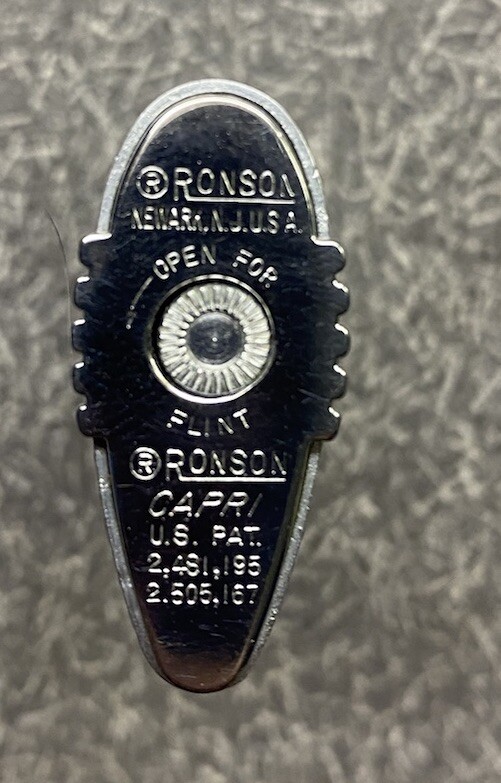 ® RONSON
NEWARK, N.J. U.S.A.
OPEN FOR
FLINT
® RONSON
CAPRI
U.S. PAT.
2,481,195
2,505,167